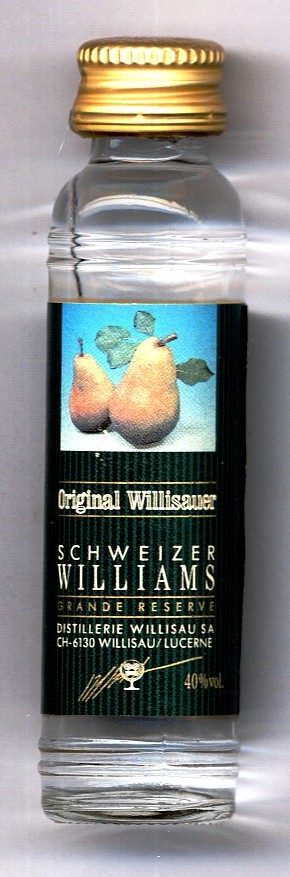 Original Willisauer
SCHWEIZER
WILLIAMS
GRANDE RESERVE
DISTILLERIE WILLISAU SA
CH-6130 WILLISAU/LUCERNE
40%vol.